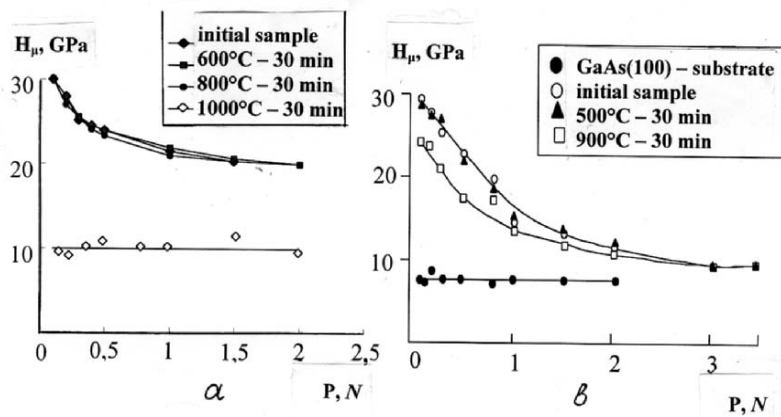 Hμ, GPa
initial sample
600°C – 30 min
800°C – 30 min
1000°C – 30 min
30
20
10
0
0,5
1
1,5
2
2,5
a
P, N
Hμ, GPa
GaAs(100) – substrate
initial sample
500°C – 30 min
900°C – 30 min
30
20
10
0
1
2
3
в
P, N